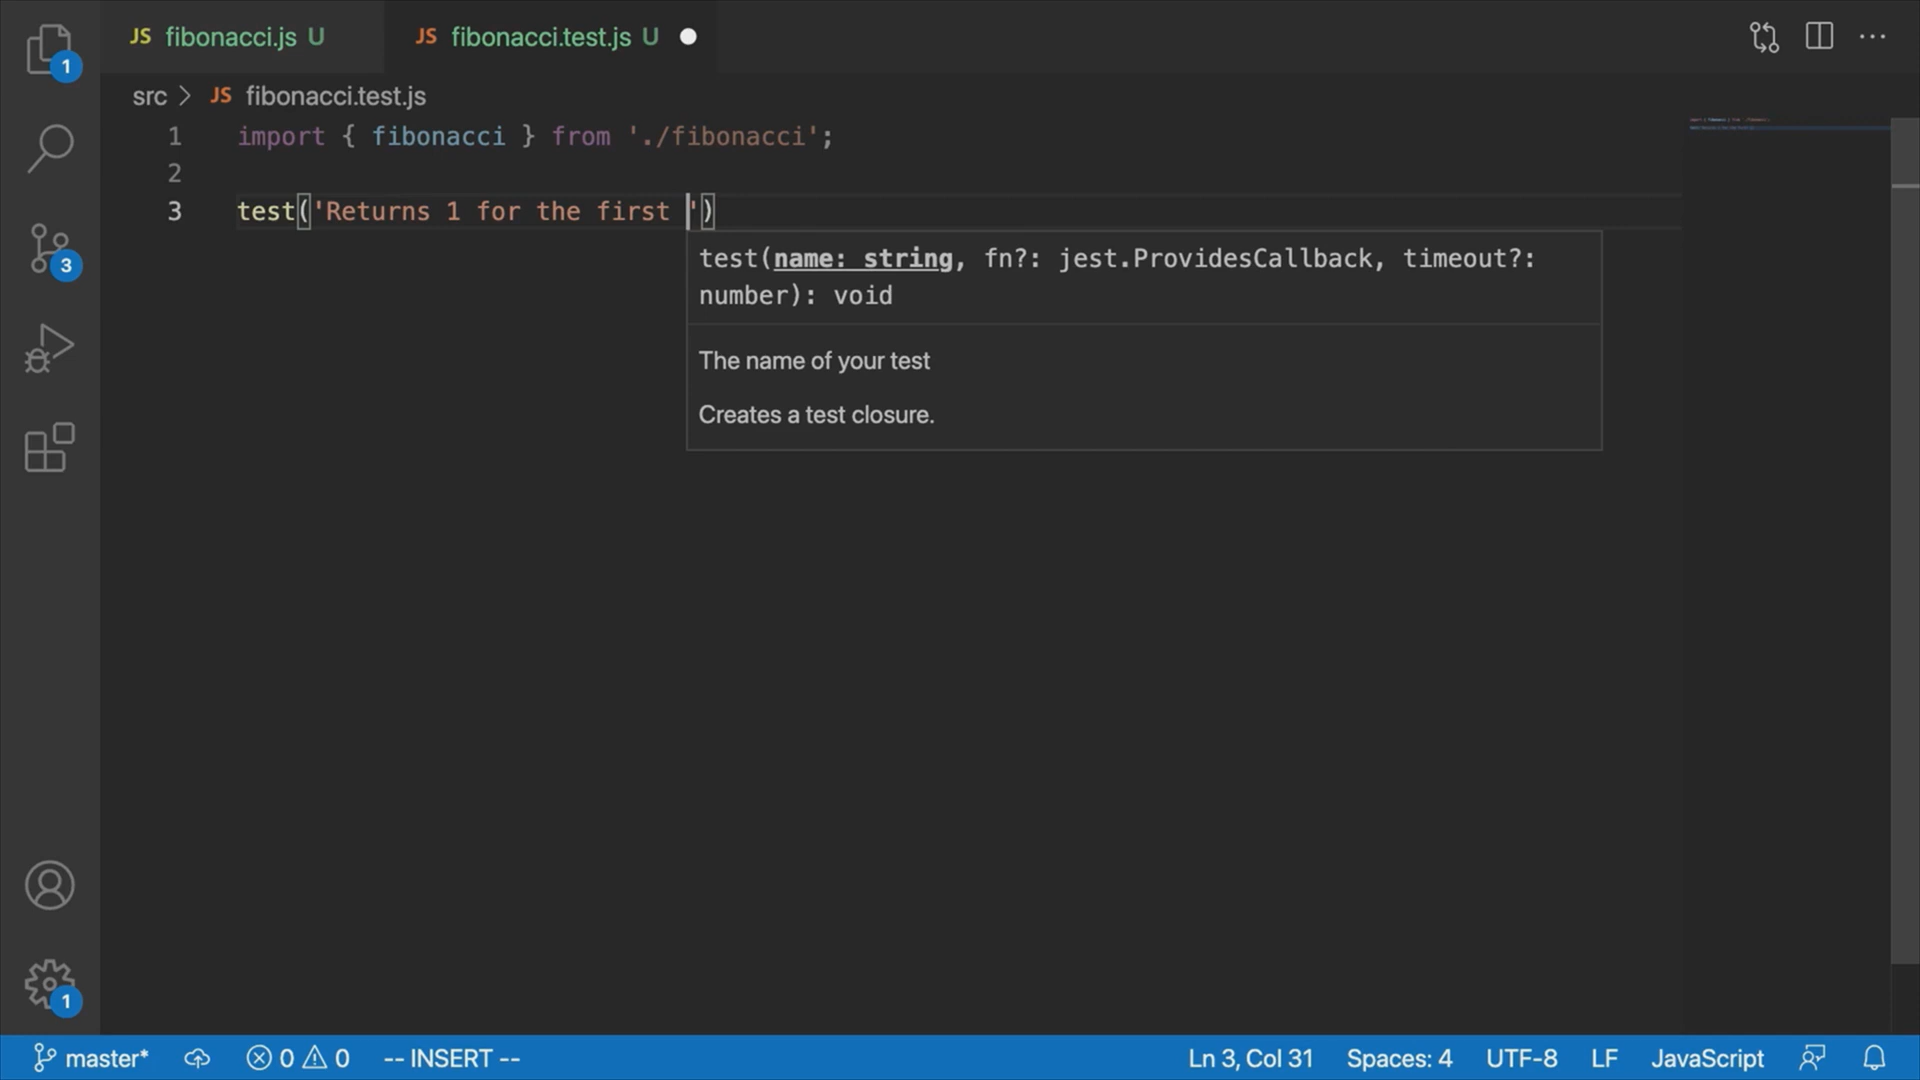 JS fibonacci.js U
JS fibonacci.test.js U
1
src > JS fibonacci.test.js
1 import { fibonacci } from './fibonacci';
2
3 test('Returns 1 for the first ')
test(name: string, fn?: jest.ProvidesCallback, timeout?:
number): void
The name of your test
Creates a test closure.
3
1
master* 0 0 -- INSERT -- Ln 3, Col 31 Spaces: 4 UTF-8 LF JavaScript